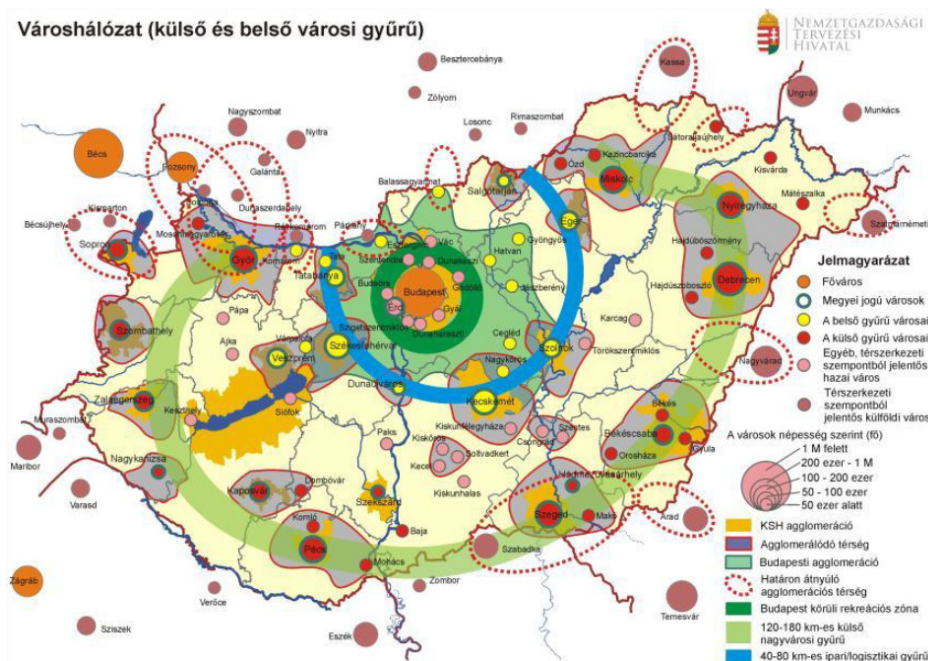 Városhálózat (külső és belső városi gyűrű)
NEMZETGAZDASÁGI
TERVEZÉSI
HIVATAL
Besztercebánya
Kassa
Ungvár
Zólyom
Munkács
Nagyszombat
Losonc
Rimaszombat
Nyitra
Sátoraljaújhely
Bécs
Pozsony
Galánta
Ózd
Kazincbarcika
Kisvárda
Balassagyarmat
Salgótarján
Miskolc
Dunaszerdahely
Mátészalka
Bécsújhely
Kismarton
Nyíregyháza
Szatmárnémeti
Mosonmagyaróvár
Révkomárom
Párkány
Eger
Sopron
Esztergom
Vác
Gyöngyös
Győr
Komárom
Tata
Szentendre
Dunakeszi
Hatvan
Hajdúböszörmény
Tatabánya
Budaörs
Budapest
Gödöllő
Jászberény
Debrecen
Hajdúszoboszló
Érd
Gyál
Pápa
Szigetszentmiklós
Karcag
Szombathely
Várpalota
Dunaharaszti
Cegléd
Ajka
Székesfehérvár
Szolnok
Törökszentmiklós
Veszprém
Nagykőrös
Nagyvárad
Dunaújváros
Zalaegerszeg
Keszthely
Siófok
Kecskemét
Békés
Muraszombat
Kiskunfélegyháza
Szentes
Békéscsaba
Paks
Kiskőrös
Csongrád
Gyula
Maribor
Nagykanizsa
Soltvadkert
Orosháza
Kecel
Dombóvár
Hódmezővásárhely
Varasd
Kaposvár
Szekszárd
Kiskunhalas
Komló
Szeged
Makó
Arad
Baja
Pécs
Szabadka
Mohács
Zágráb
Verőce
Zombor
Temesvár
Sziszek
Eszék
Jelmagyarázat
Főváros
Megyei jogú városok
A belső gyűrű városai
A külső gyűrű városai
Egyéb, térszerkezeti
szempontból jelentős
hazai város
Térszerkezeti
szempontból
jelentős külföldi város
A városok népesség szerint (fő)
1 M felett
200 ezer - 1 M
100 - 200 ezer
50 - 100 ezer
50 ezer alatt
KSH agglomeráció
Agglomerálódó térség
Budapesti agglomeráció
Határon átnyúló
agglomerációs térség
Budapest körüli rekreációs zóna
120-180 km-es külső
nagyvárosi gyűrű
40-80 km-es ipari/logisztikai gyűrű